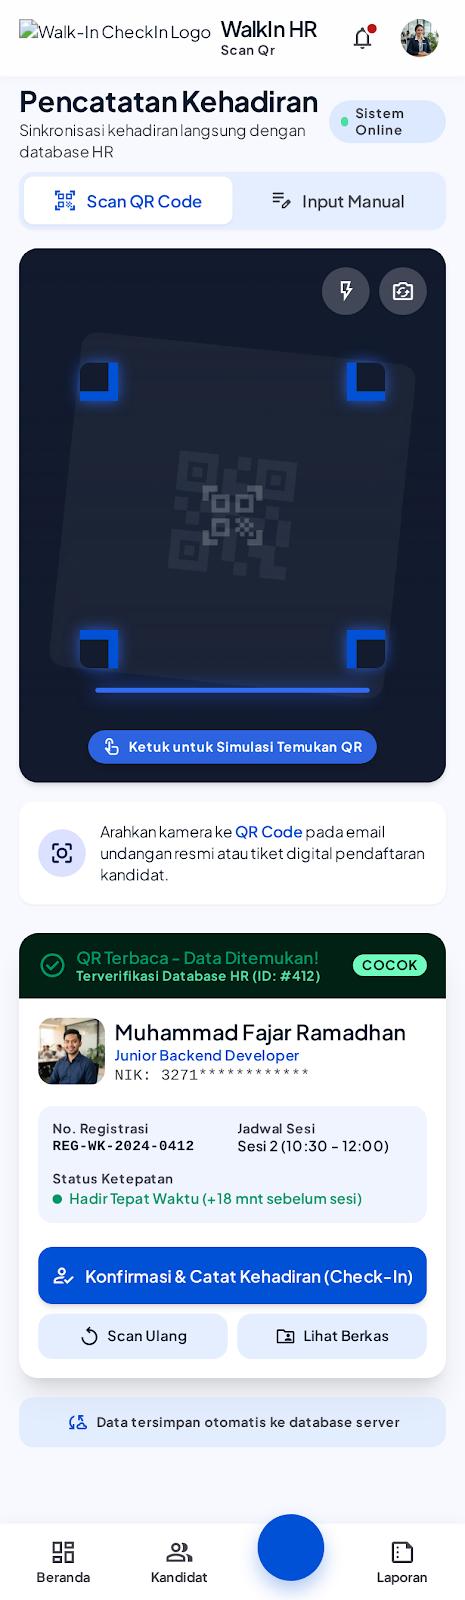 Walk-In CheckIn Logo
WalkIn HR
Scan Qr
Pencatatan Kehadiran
Sinkronisasi kehadiran langsung dengan
database HR
Sistem
Online
Scan QR Code
Input Manual
Ketuk untuk Simulasi Temukan QR
Arahkan kamera ke QR Code pada email
undangan resmi atau tiket digital pendaftaran
kandidat.
QR Terbaca - Data Ditemukan!
Terverifikasi Database HR (ID: #412)
COCOK
Muhammad Fajar Ramadhan
Junior Backend Developer
NIK: 3271************
No. Registrasi
REG-WK-2024-0412
Jadwal Sesi
Sesi 2 (10:30 - 12:00)
Status Ketepatan
Hadir Tepat Waktu (+18 mnt sebelum sesi)
Konfirmasi & Catat Kehadiran (Check-In)
Scan Ulang
Lihat Berkas
Data tersimpan otomatis ke database server
Beranda
Kandidat
Laporan